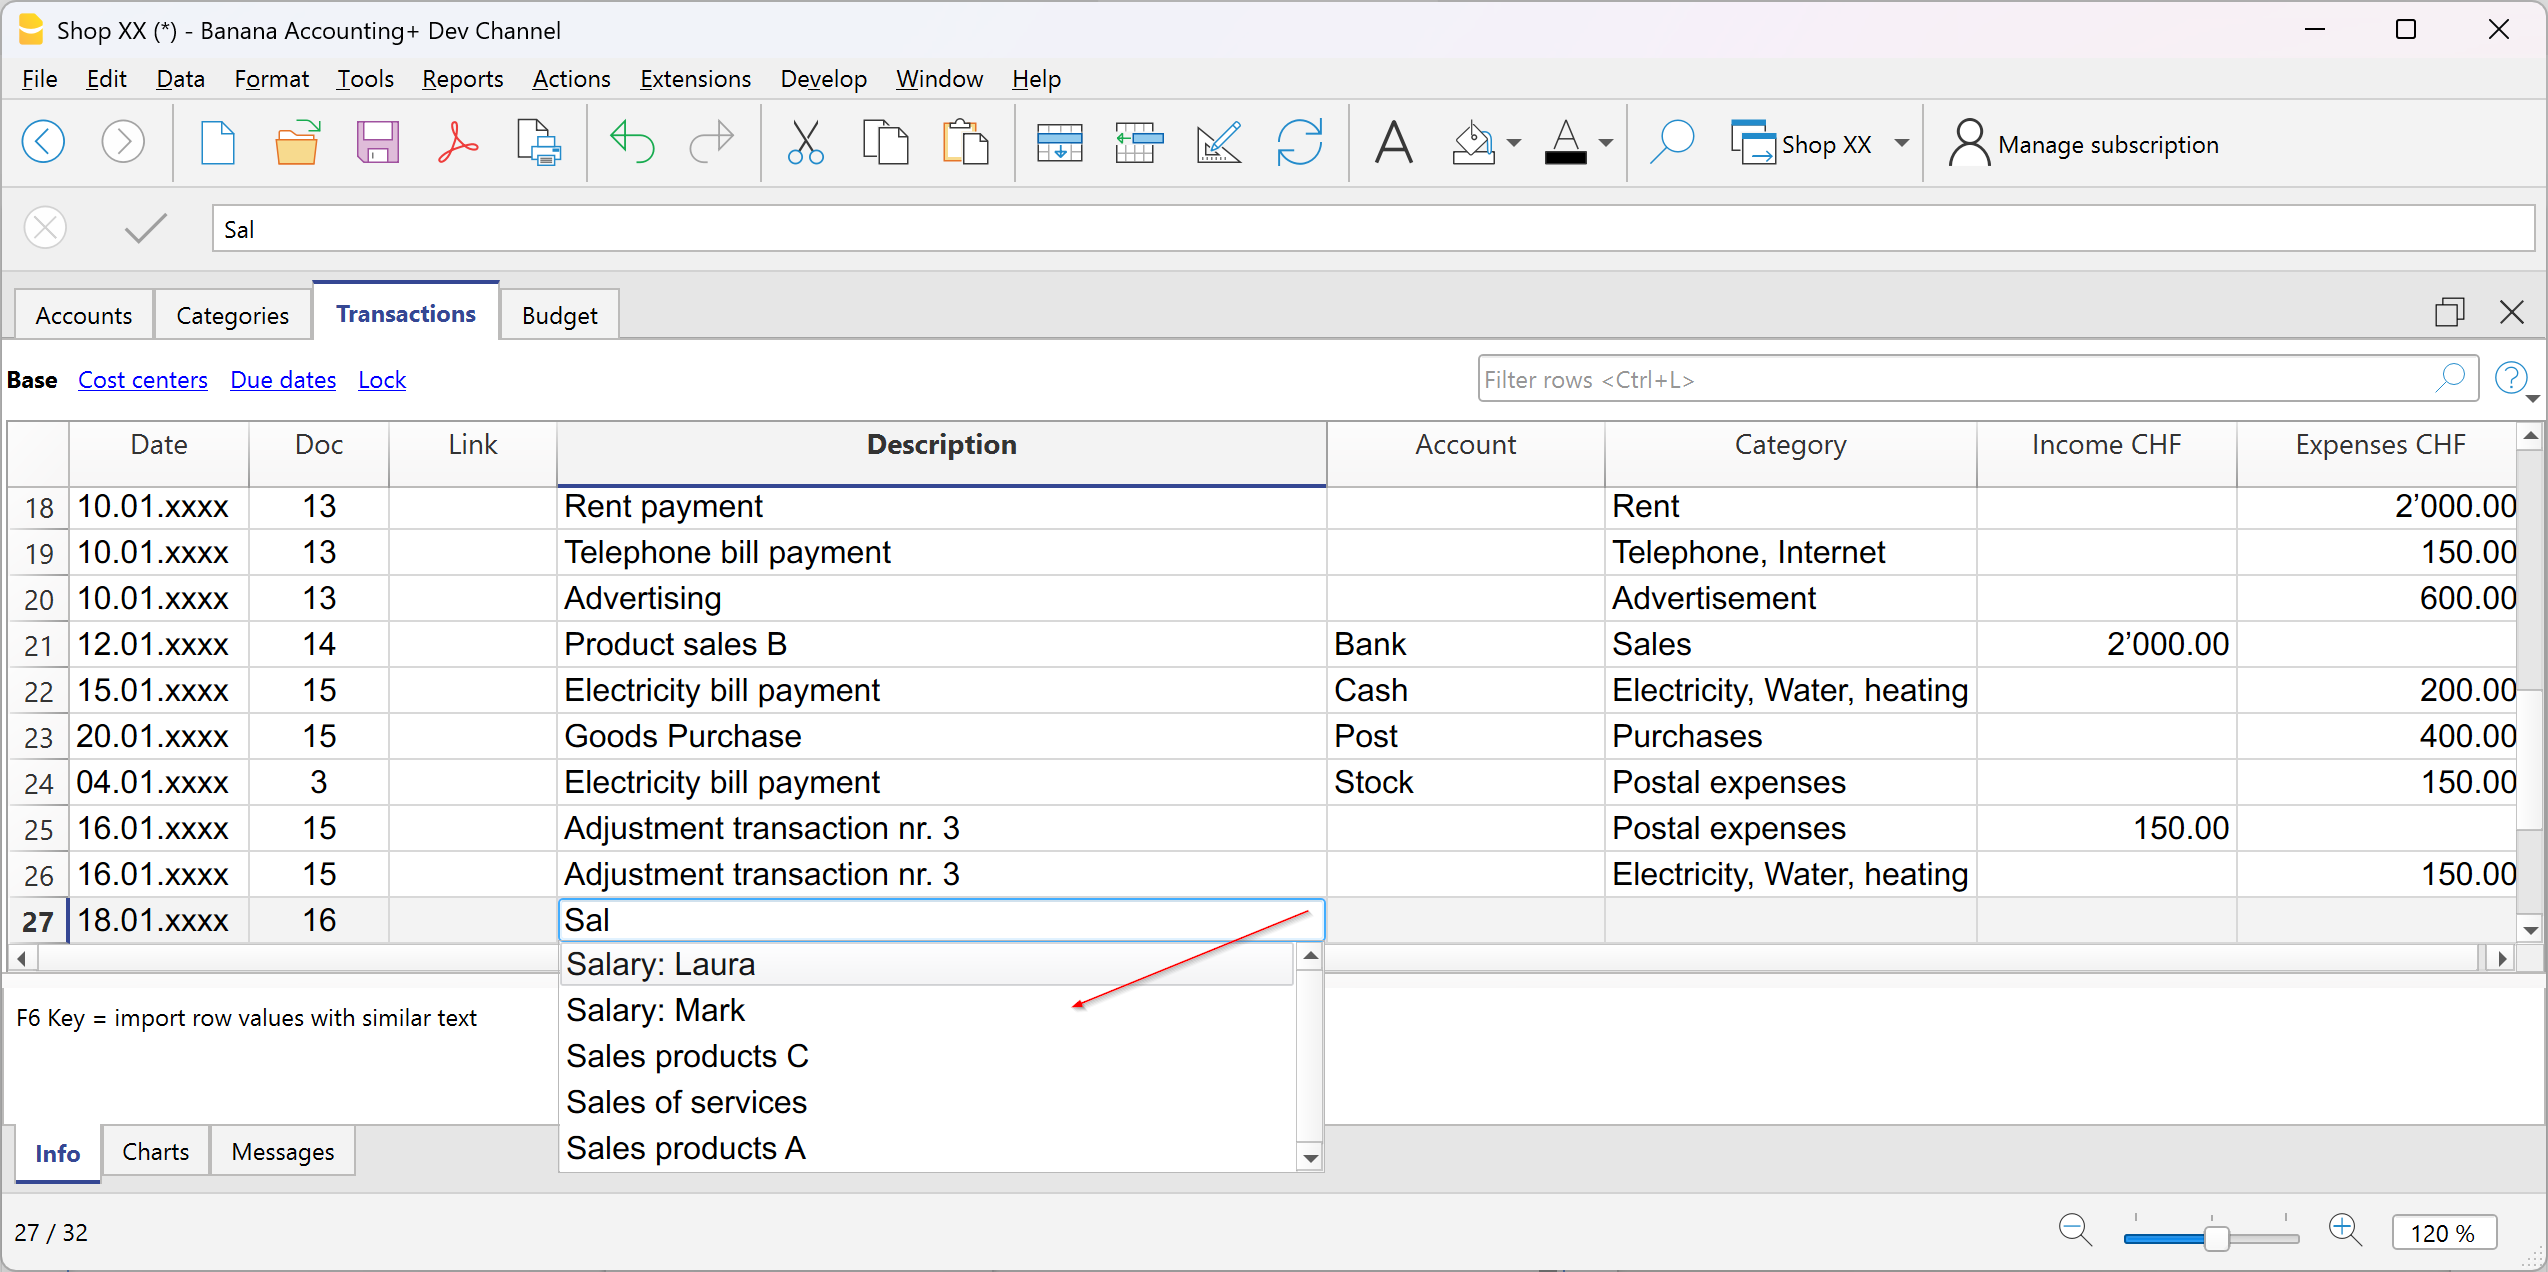 Shop XX (*) - Banana Accounting+ Dev Channel
File Edit Data Format Tools Reports Actions Extensions Develop Window Help
Shop XX Manage subscription
Sal
Accounts Categories Transactions Budget
Base Cost centers Due dates Lock Filter rows <Ctrl+L>
Date Doc Link Description Account Category Income CHF Expenses CHF
18 10.01.xxxx 13 Rent payment Rent 2’000.00
19 10.01.xxxx 13 Telephone bill payment Telephone, Internet 150.00
20 10.01.xxxx 13 Advertising Advertisement 600.00
21 12.01.xxxx 14 Product sales B Bank Sales 2’000.00
22 15.01.xxxx 15 Electricity bill payment Cash Electricity, Water, heating 200.00
23 20.01.xxxx 15 Goods Purchase Post Purchases 400.00
24 04.01.xxxx 3 Electricity bill payment Stock Postal expenses 150.00
25 16.01.xxxx 15 Adjustment transaction nr. 3 Postal expenses 150.00
26 16.01.xxxx 15 Adjustment transaction nr. 3 Electricity, Water, heating 150.00
27 18.01.xxxx 16 Sal
Salary: Laura
Salary: Mark
Sales products C
Sales of services
Sales products A
F6 Key = import row values with similar text
Info Charts Messages
27 / 32 120 %